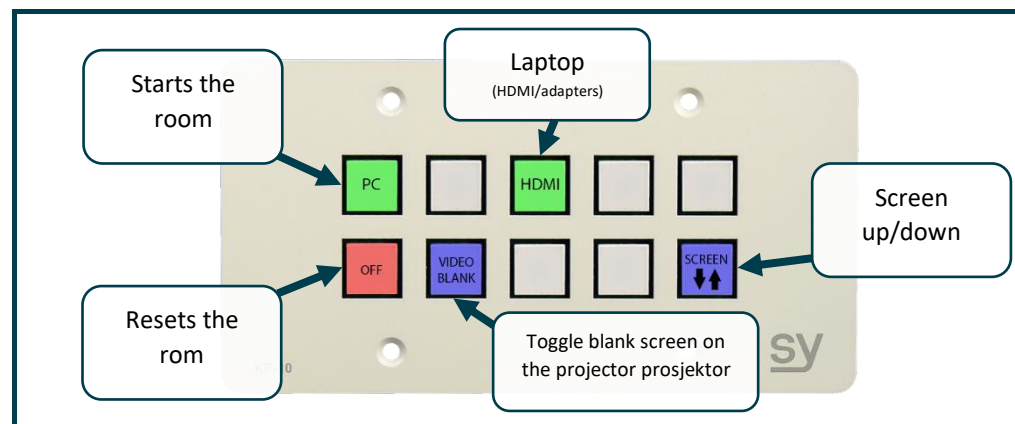 Starts the
room
Laptop
(HDMI/adapters)
PC
HDMI
Screen
up/down
OFF
VIDEO
BLANK
SCREEN
Resets the
rom
Toggle blank screen on
the projector prosjektor
sy